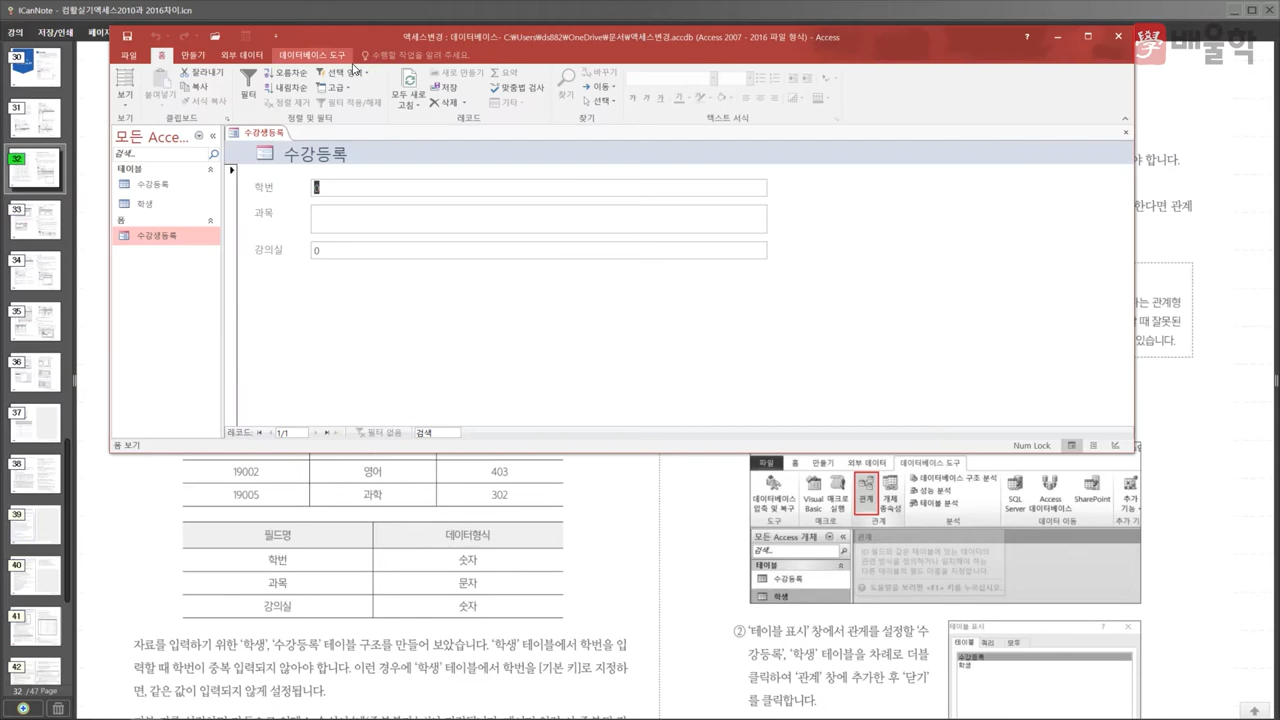 ICanNote - 컴활실기액세스2010과 2016차이.icn
강의 저장/인쇄 페이지
배울학
액세스변경 : 데이터베이스- C:\Users\ds882\OneDrive\문서\액세스변경.accdb (Access 2007 - 2016 파일 형식) - Access
파일 홈 만들기 외부 데이터 데이터베이스 도구 수행할 작업을 알려 주세요.
보기 붙여넣기 잘라내기 복사 서식 복사 필터 오름차순 내림차순 정렬 제거 선택 고급 필터 적용/해제 모두 새로 고침 새로 만들기 저장 삭제 요약 맞춤법 검사 기타 찾기 바꾸기 이동 선택
클립보드 정렬 및 필터 레코드 찾기 텍스트 서식
모든 Acce...
검색...
테이블
수강등록
학생
폼
수강생등록
수강생등록
수강등록
학번 0
과목
강의실 0
레코드: 1/1 필터 없음 검색
폼 보기 Num Lock
야 합니다.
한다면 관계
하는 관계형
할 때 잘못된
있습니다.
19002 영어 403
19005 과학 302
필드명 데이터형식
학번 숫자
과목 문자
강의실 숫자
자료를 입력하기 위한 '학생', '수강등록' 테이블 구조를 만들어 보았습니다. '학생' 테이블에서 학번을 입
력할 때 학번이 중복 입력되지 않아야 합니다. 이런 경우에 '학생' 테이블의 학번을 [기본 키]로 지정하
면, 같은 값이 입력되지 않게 설정됩니다.
파일 홈 만들기 외부 데이터 데이터베이스 도구
데이터베이스 압축 및 복구 Visual Basic 매크로 실행 관계 개체 종속성 데이터베이스 구조 분석 성능 분석 테이블 분석 SQL Server Access 데이터베이스 SharePoint 추가 기능
도구 매크로 관계 분석 데이터 이동 추가 기
모든 Access 개체
검색...
테이블
수강등록
학생
관계
② '테이블 표시' 창에서 관계를 설정할 '수
강등록', '학생' 테이블을 차례로 더블
클릭하여 '관계' 창에 추가한 후 '닫기'
를 클릭합니다.
테이블 표시
테이블 쿼리 모두
수강등록
학생
30
31
32
33
34
35
36
37
38
39
40
41
42
32 /47 Page